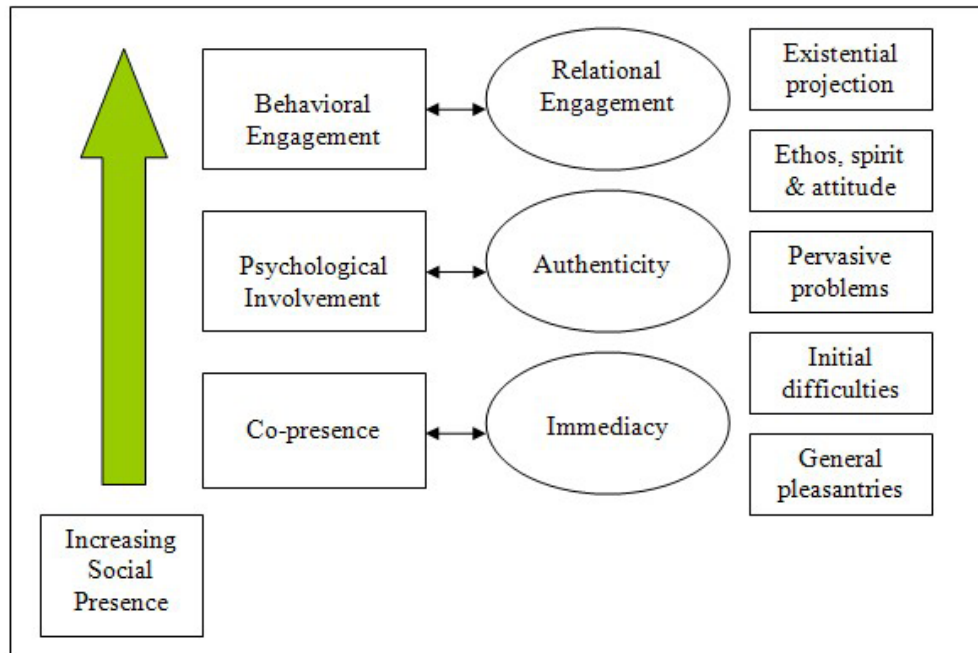 Behavioral
Engagement
Relational
Engagement
Existential
projection
Ethos, spirit
& attitude
Psychological
Involvement
Authenticity
Pervasive
problems
Initial
difficulties
Co-presence
Immediacy
General
pleasantries
Increasing
Social
Presence